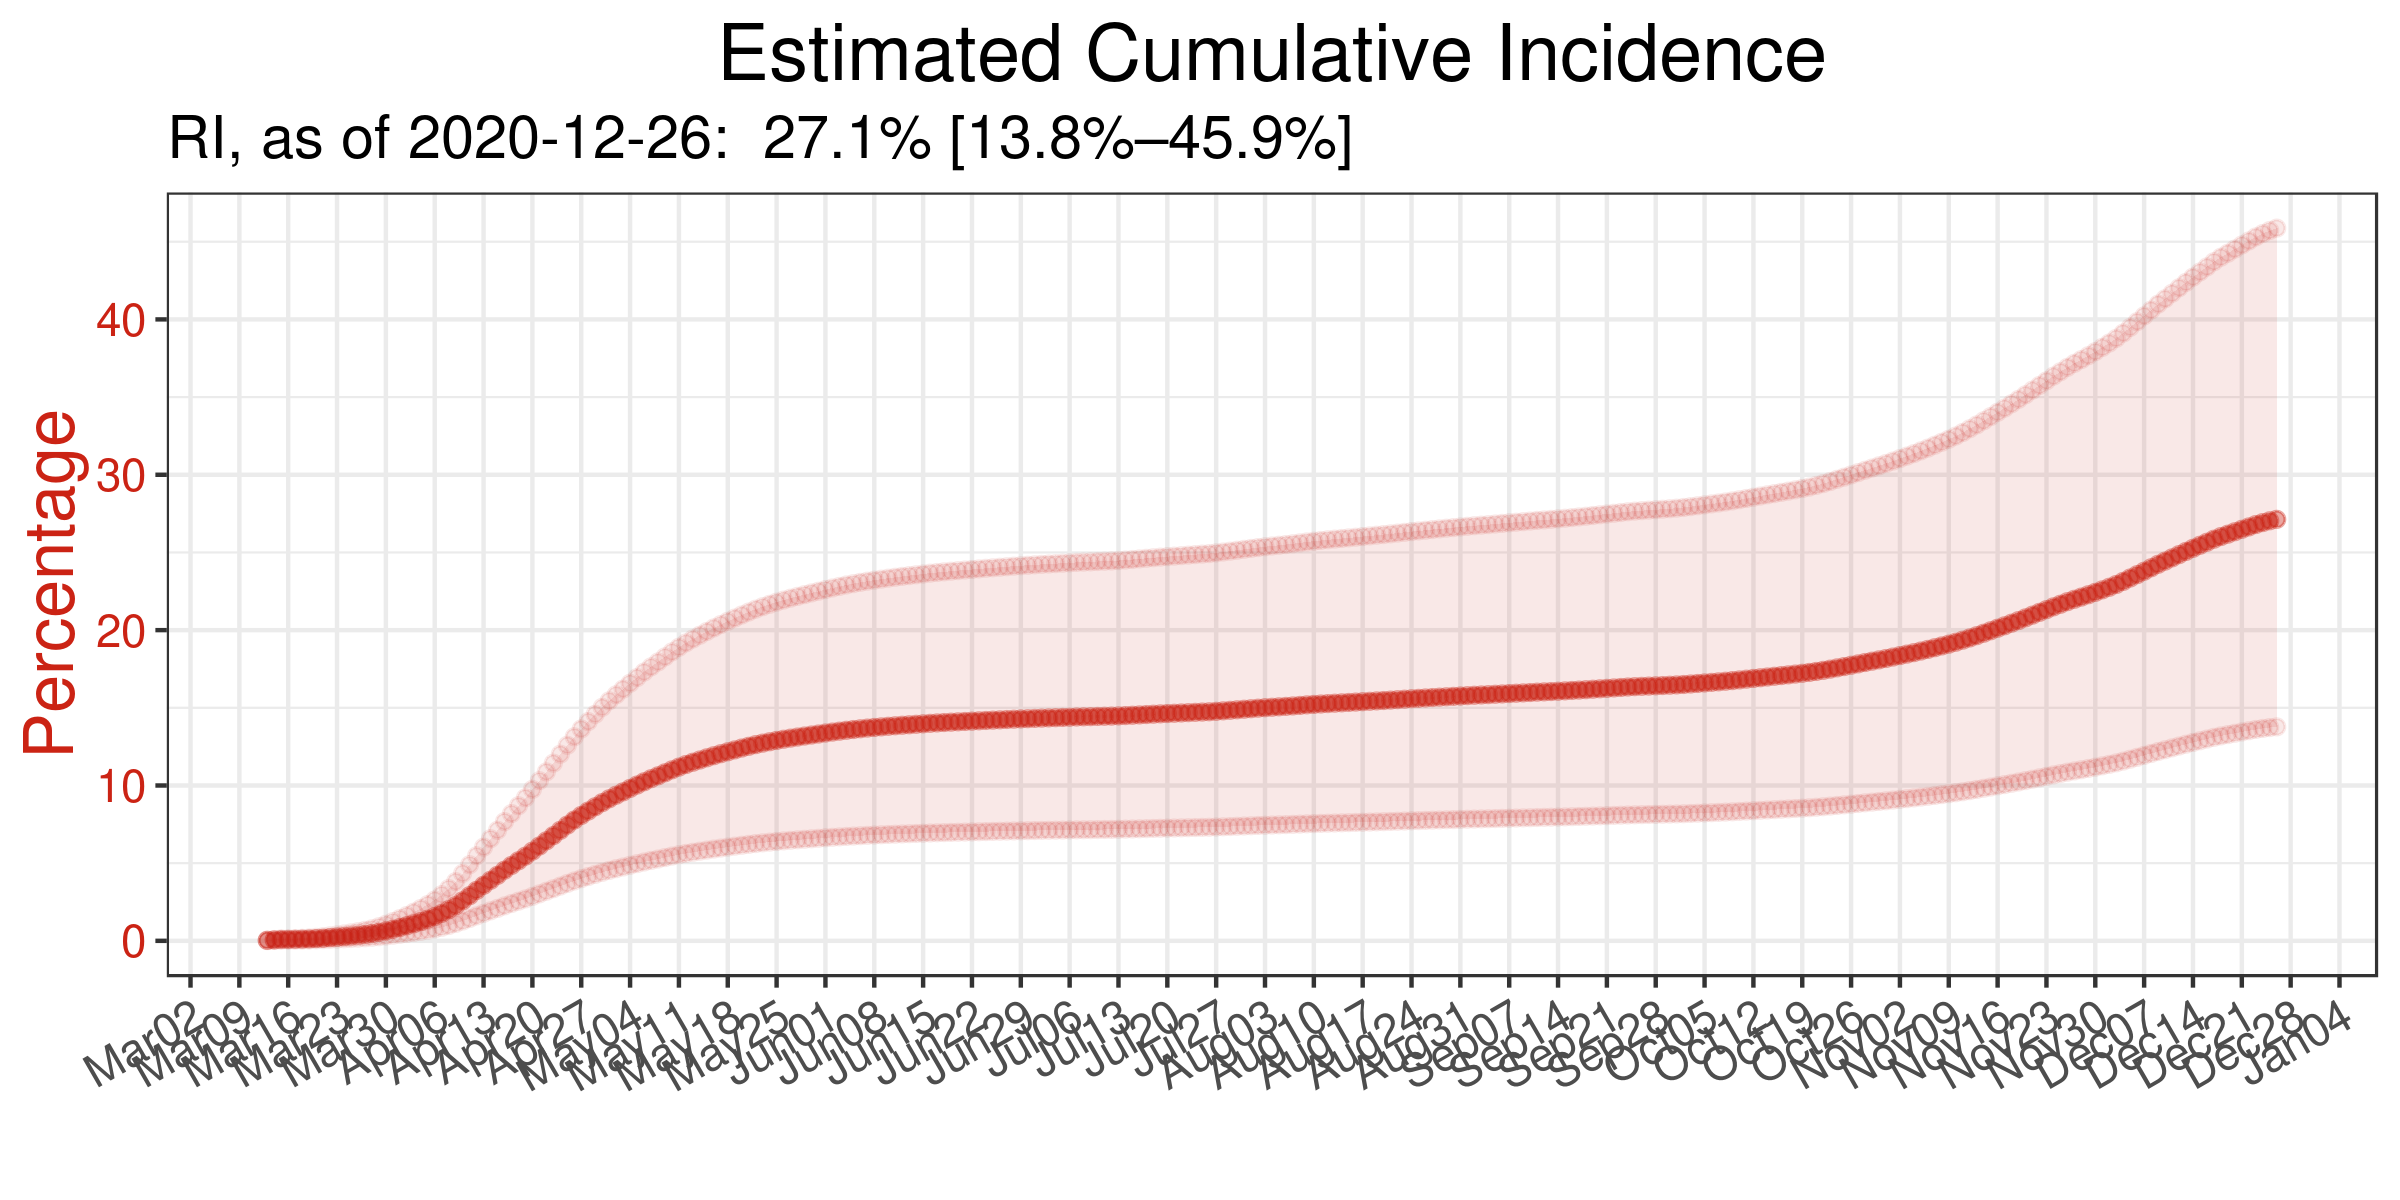 Estimated Cumulative Incidence
RI, as of 2020-12-26:  27.1% [13.8%–45.9%]
Percentage
40
30
20
10
0
Mar02
Mar09
Mar16
Mar23
Mar30
Apr06
Apr13
Apr20
Apr27
May04
May11
May18
May25
Jun01
Jun08
Jun15
Jun22
Jun29
Jul06
Jul13
Jul20
Jul27
Aug03
Aug10
Aug17
Aug24
Aug31
Sep07
Sep14
Sep21
Sep28
Oct05
Oct12
Oct19
Oct26
Nov02
Nov09
Nov16
Nov23
Nov30
Dec07
Dec14
Dec21
Dec28
Jan04